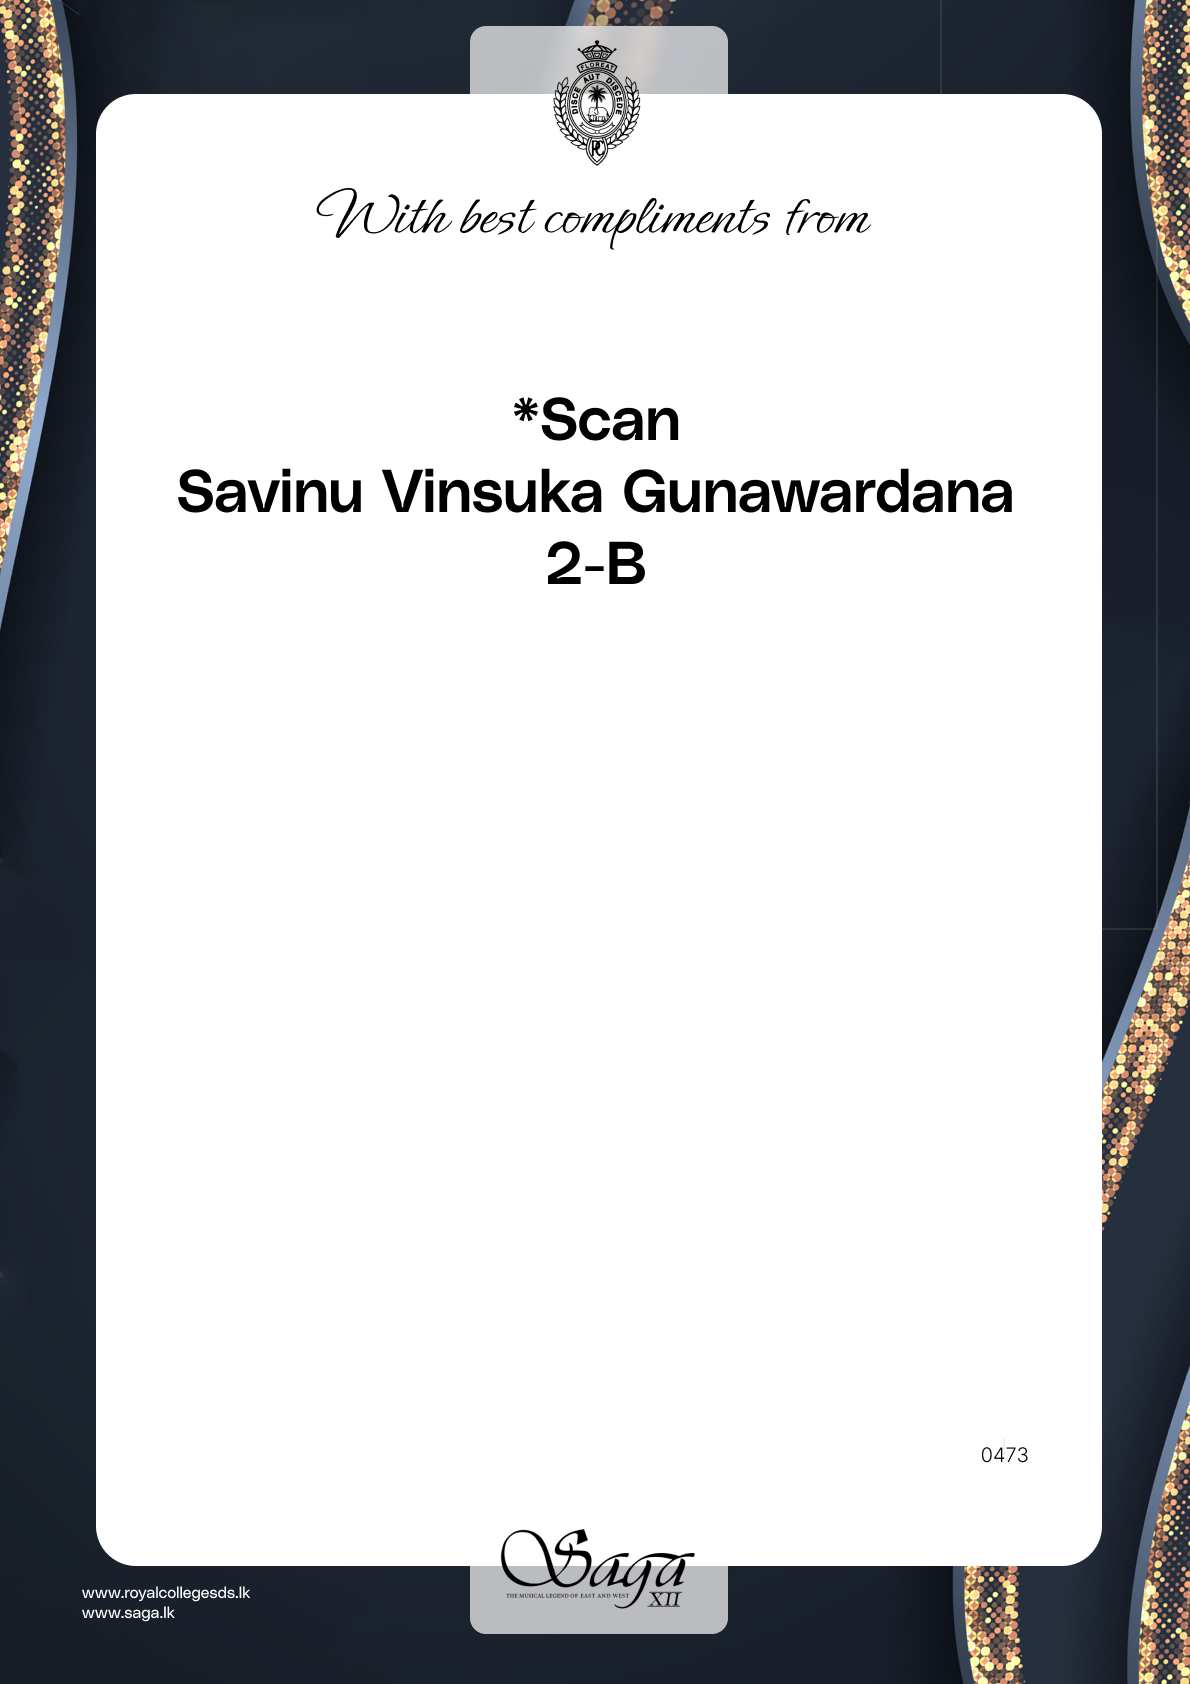 FLOREAT
DISCE AUT DISCEDE
RC
With best compliments from
*Scan
Savinu Vinsuka Gunawardana
2-B
0473
Saga
THE MUSICAL LEGEND OF EAST AND WEST
XII
www.royalcollegesds.lk
www.saga.lk